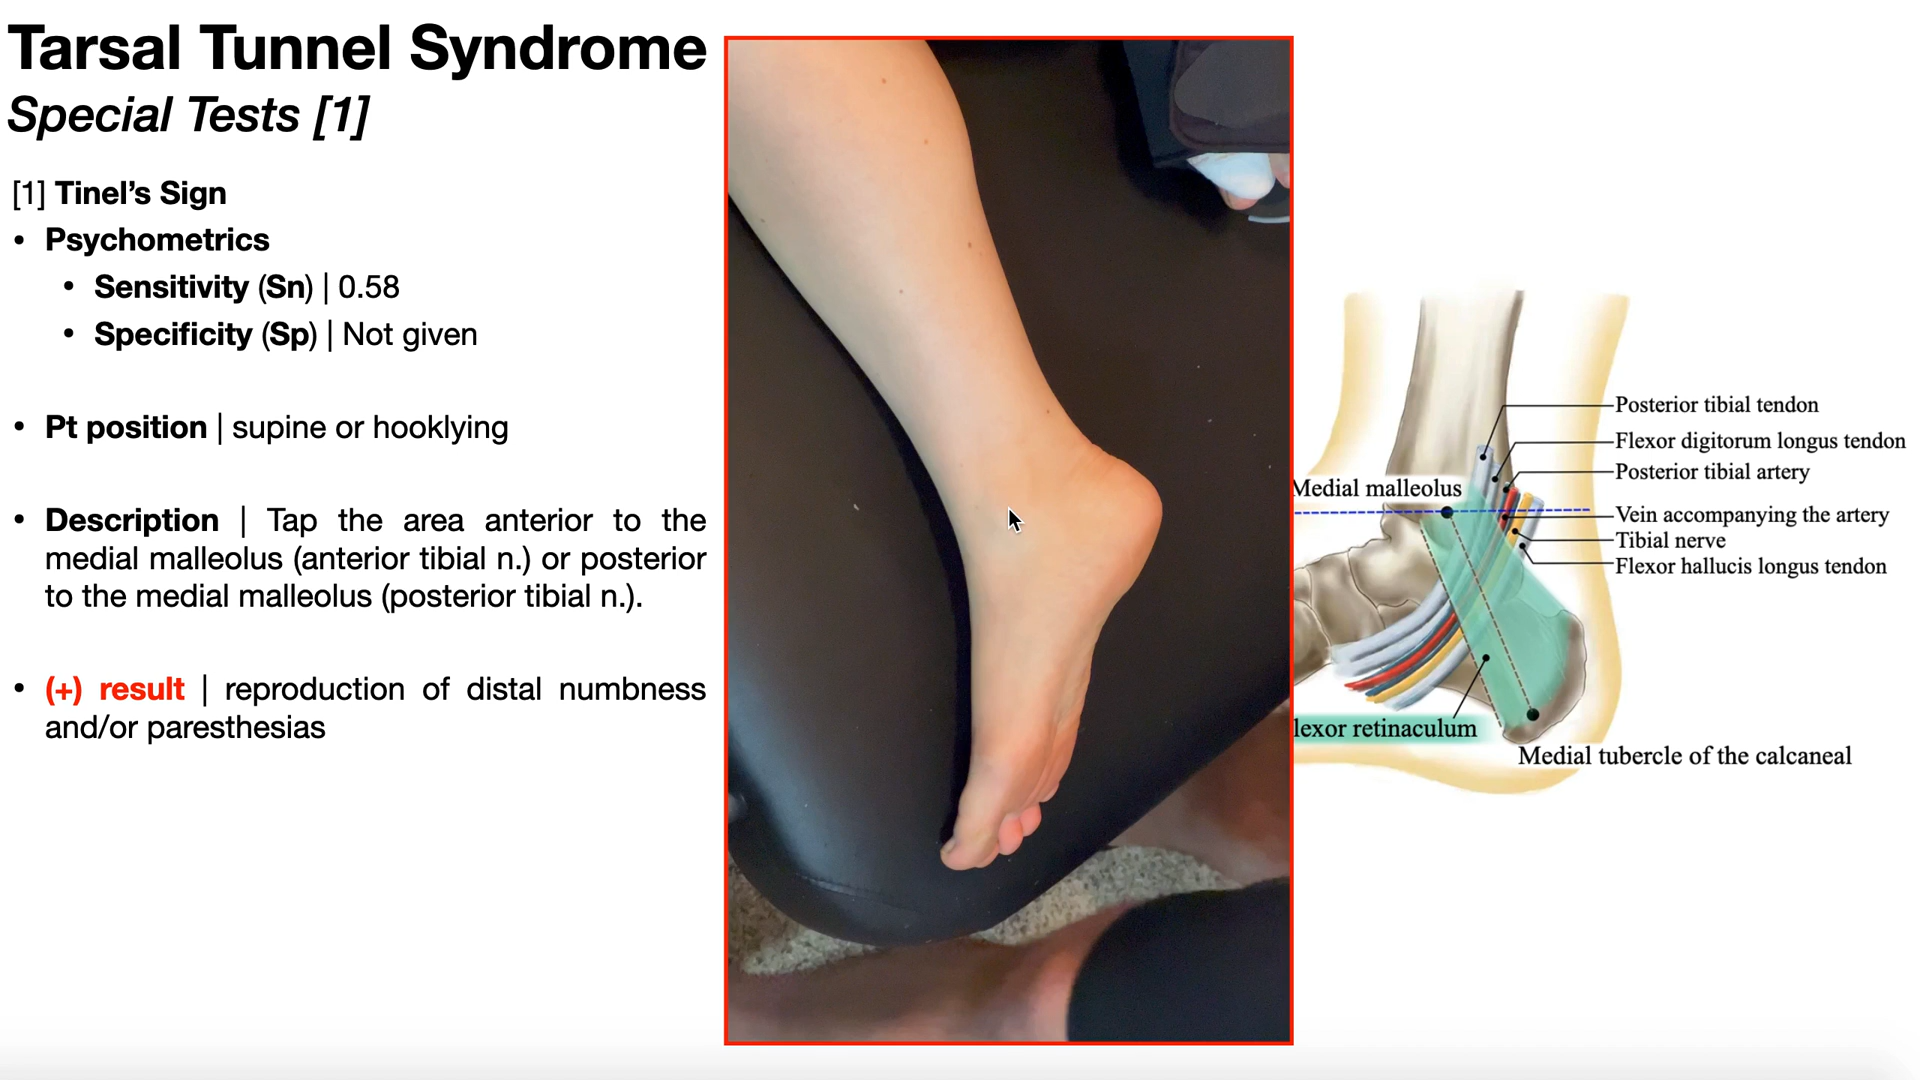 Tarsal Tunnel Syndrome
Special Tests [1]
[1] Tinel’s Sign
• Psychometrics
• Sensitivity (Sn) | 0.58
• Specificity (Sp) | Not given
• Pt position | supine or hooklying
• Description | Tap the area anterior to the
medial malleolus (anterior tibial n.) or posterior
to the medial malleolus (posterior tibial n.).
• (+) result | reproduction of distal numbness
and/or paresthesias
Posterior tibial tendon
Flexor digitorum longus tendon
Posterior tibial artery
Medial malleolus
Vein accompanying the artery
Tibial nerve
Flexor hallucis longus tendon
lexor retinaculum
Medial tubercle of the calcaneal